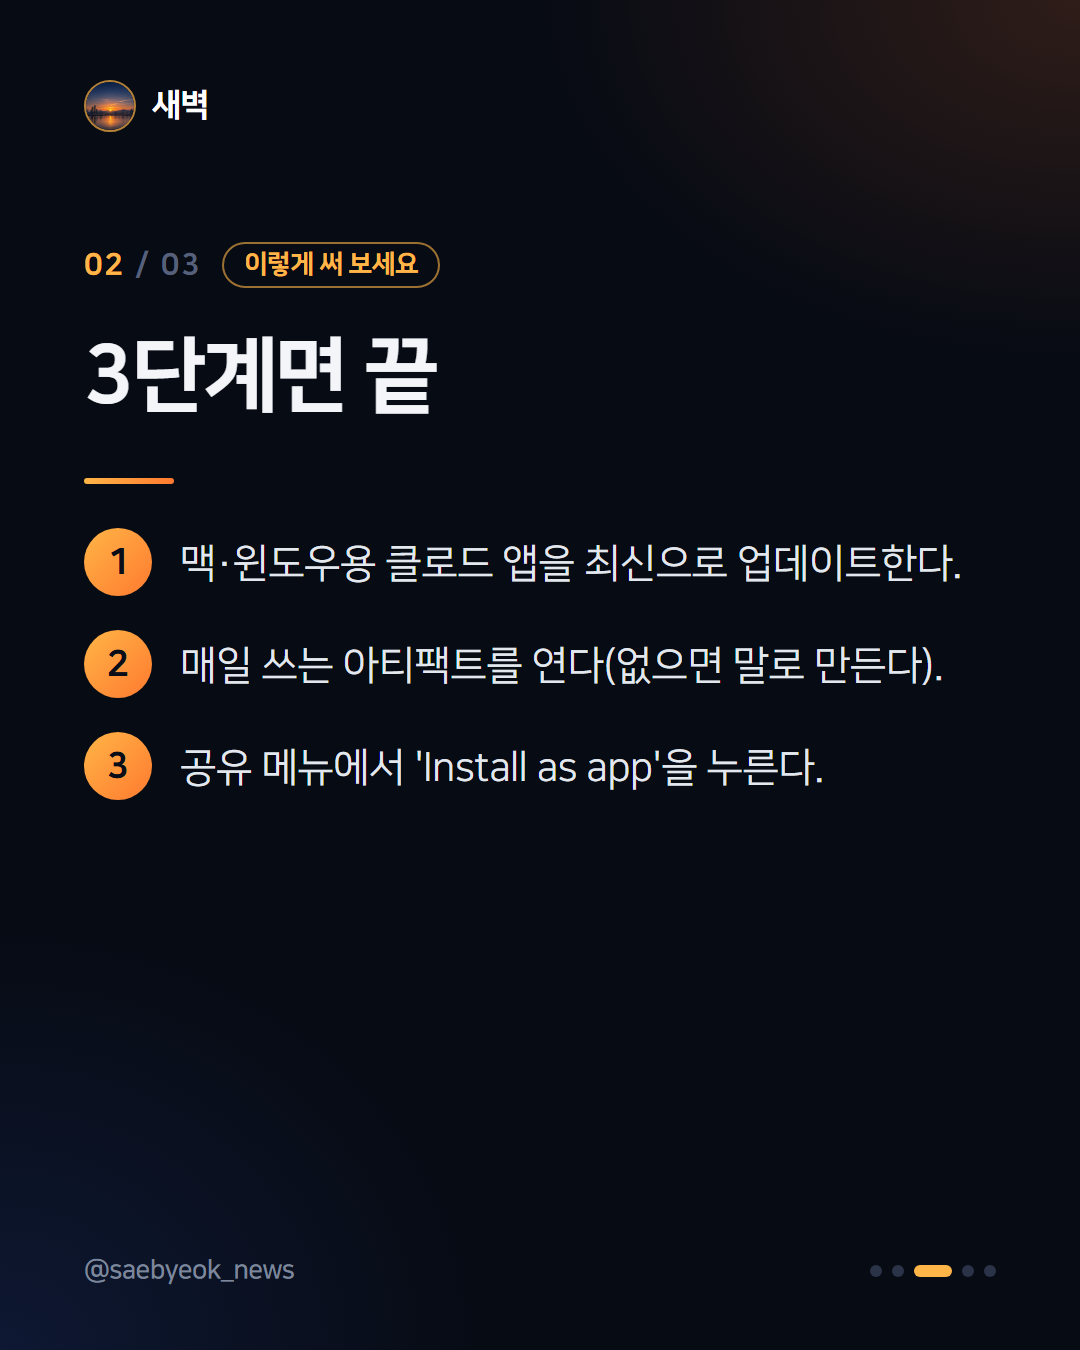 새벽
02 / 03 이렇게 써 보세요
3단계면 끝
1 맥·윈도우용 클로드 앱을 최신으로 업데이트한다.
2 매일 쓰는 아티팩트를 연다(없으면 말로 만든다).
3 공유 메뉴에서 'Install as app'을 누른다.
@saebyeok_news